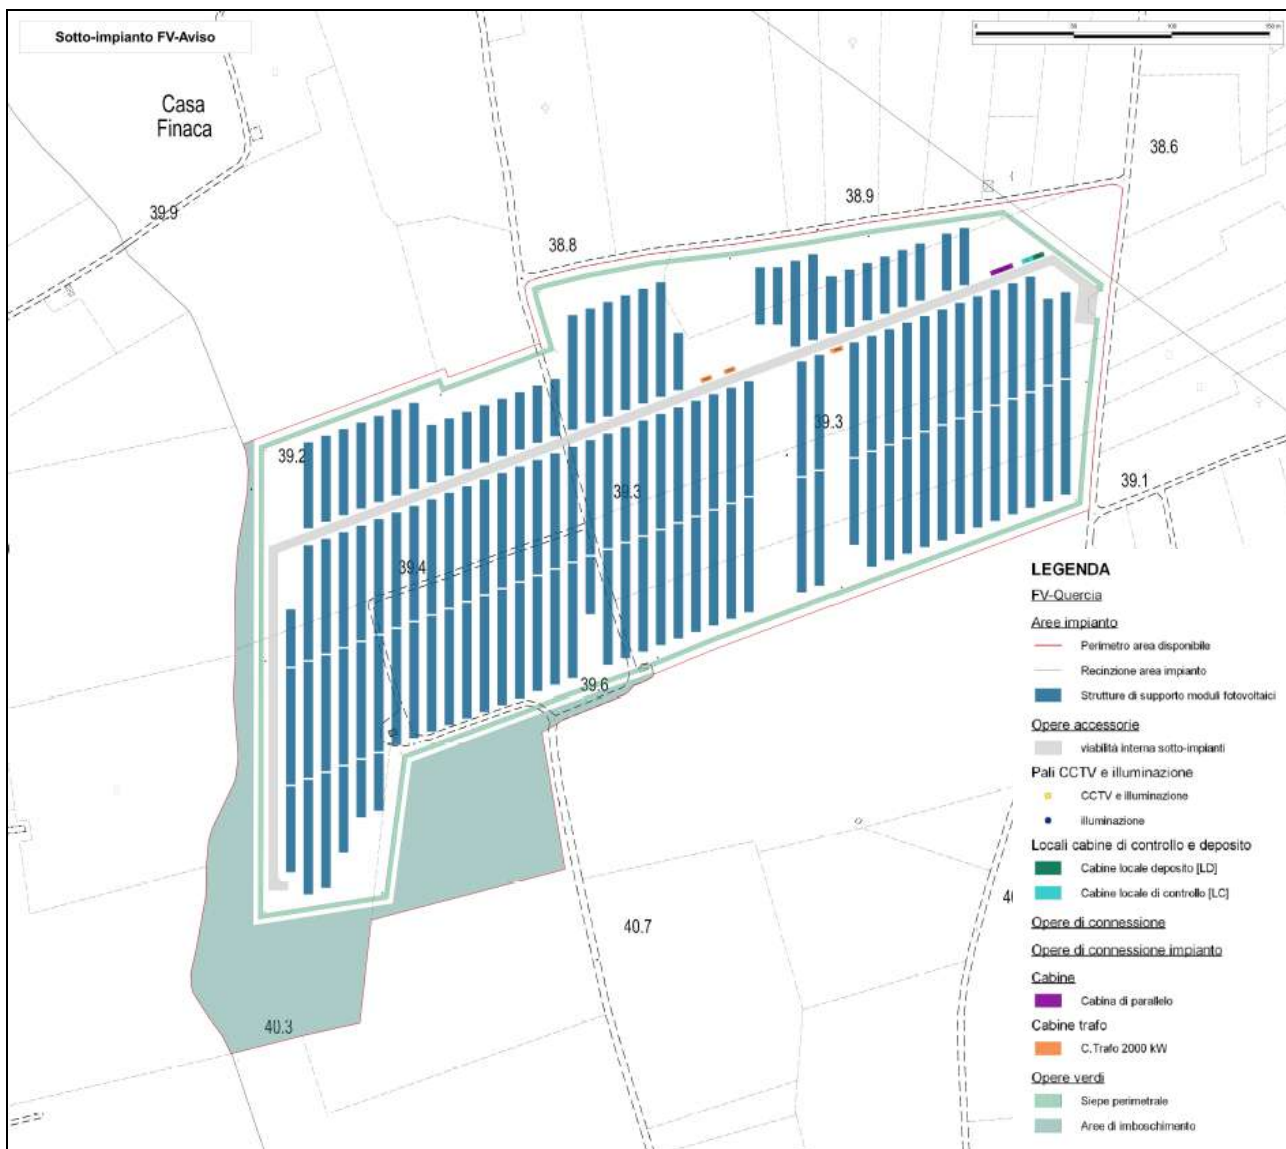 Sotto-impianto FV-Aviso
0 50 100 150 m
Casa
Finaca
38.6
39.9
38.9
38.8
39.2
39.3
39.3
39.1
39.4
39.6
40.7
40.3
LEGENDA
FV-Quercia
Aree impianto
Perimetro area disponibile
Recinzione area impianto
Strutture di supporto moduli fotovoltaici
Opere accessorie
viabilità interna sotto-impianti
Pali CCTV e illuminazione
CCTV e illuminazione
illuminazione
Locali cabine di controllo e deposito
Cabine locale deposito [LD]
Cabine locale di controllo [LC]
Opere di connessione
Opere di connessione impianto
Cabine
Cabina di parallelo
Cabine trafo
C.Trafo 2000 kW
Opere verdi
Siepe perimetrale
Aree di imboschimento